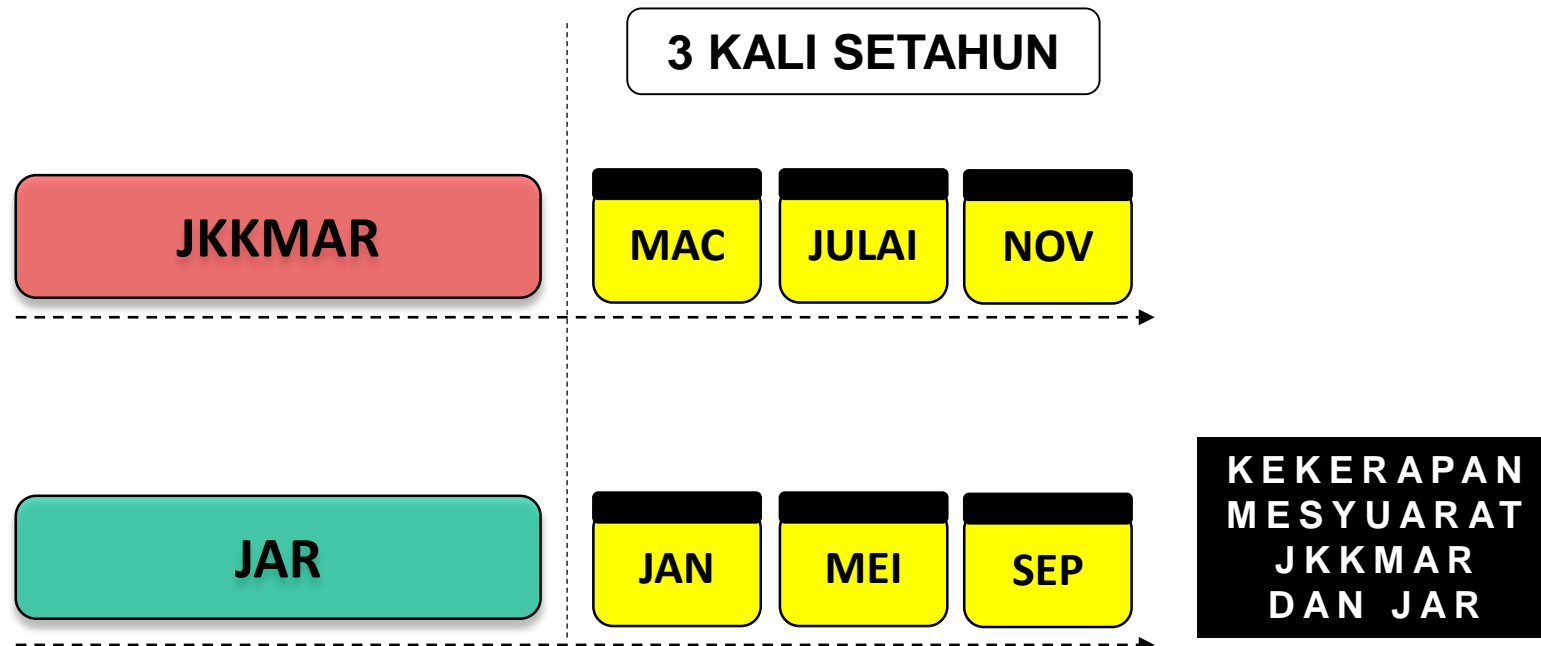 3 KALI SETAHUN
JKKMAR
MAC
JULAI
NOV
JAR
JAN
MEI
SEP
KEKERAPAN
MESYUARAT
JKKMAR
DAN JAR